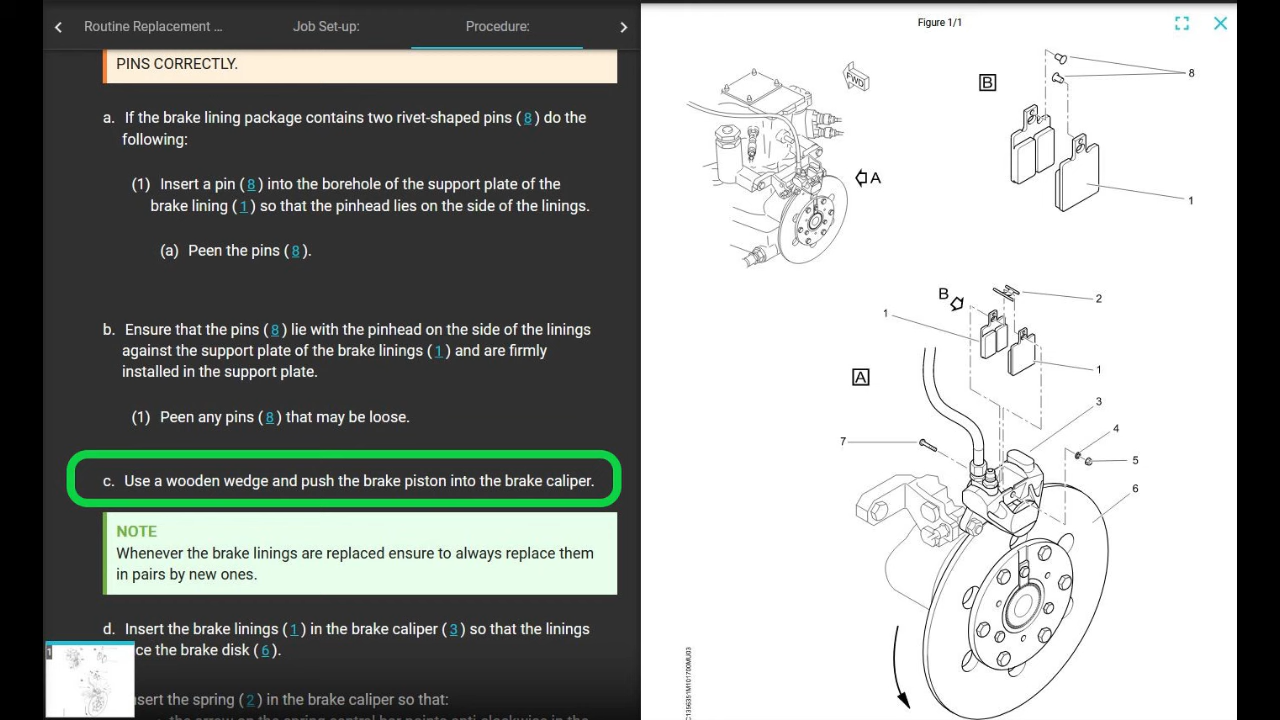 Routine Replacement ...
Job Set-up:
Procedure:
Figure 1/1
PINS CORRECTLY.
a. If the brake lining package contains two rivet-shaped pins (8) do the
following:
(1) Insert a pin (8) into the borehole of the support plate of the
brake lining (1) so that the pinhead lies on the side of the linings.
(a) Peen the pins (8).
b. Ensure that the pins (8) lie with the pinhead on the side of the linings
against the support plate of the brake linings (1) and are firmly
installed in the support plate.
(1) Peen any pins (8) that may be loose.
c. Use a wooden wedge and push the brake piston into the brake caliper.
NOTE
Whenever the brake linings are replaced ensure to always replace them
in pairs by new ones.
d. Insert the brake linings (1) in the brake caliper (3) so that the linings
ce the brake disk (6).
nsert the spring (2) in the brake caliper so that:
1
FWD
A
B
8
1
B
2
1
1
A
3
4
5
7
6